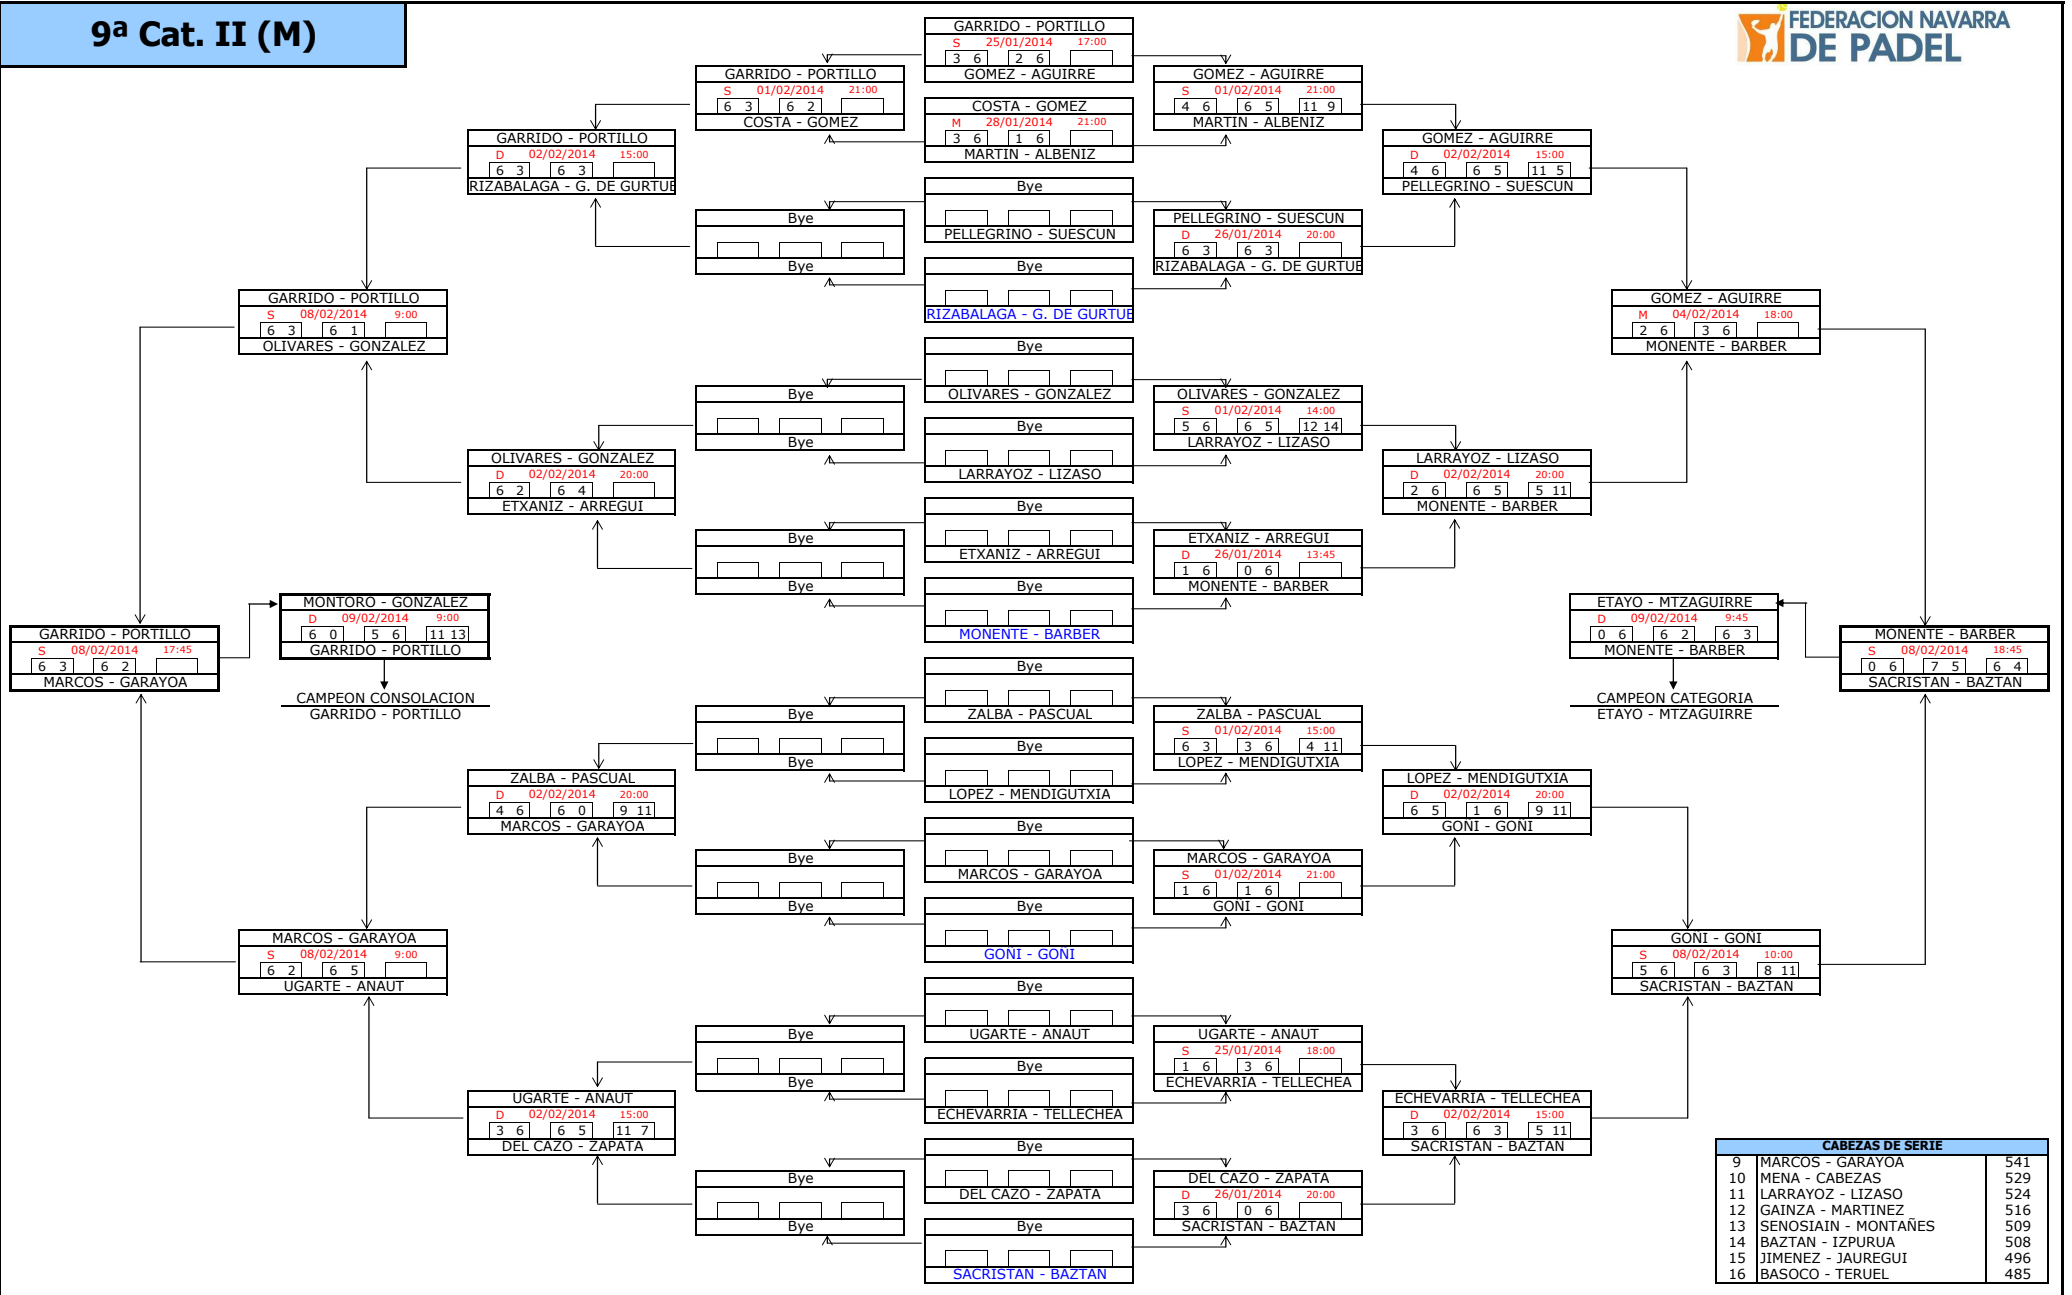 9ª Cat. II (M)
FEDERACION NAVARRA
DE PADEL
MONTORO - GONZALEZ
D 09/02/2014 9:00
6 0 5 6 11 13
GARRIDO - PORTILLO
CAMPEON CONSOLACION
GARRIDO - PORTILLO
GARRIDO - PORTILLO
S 08/02/2014 17:45
6 3 6 2
MARCOS - GARAYOA
GARRIDO - PORTILLO
S 08/02/2014 9:00
6 3 6 1
OLIVARES - GONZALEZ
MARCOS - GARAYOA
S 08/02/2014 9:00
6 2 6 5
UGARTE - ANAUT
GARRIDO - PORTILLO
D 02/02/2014 15:00
6 3 6 3
RIZABALAGA - G. DE GURTUB
OLIVARES - GONZALEZ
D 02/02/2014 20:00
6 2 6 4
ETXANIZ - ARREGUI
ZALBA - PASCUAL
D 02/02/2014 20:00
4 6 6 0 9 11
MARCOS - GARAYOA
UGARTE - ANAUT
D 02/02/2014 15:00
3 6 6 5 11 7
DEL CAZO - ZAPATA
GARRIDO - PORTILLO
S 01/02/2014 21:00
6 3 6 2
COSTA - GOMEZ
Bye
Bye
Bye
Bye
Bye
Bye
Bye
Bye
Bye
Bye
Bye
Bye
Bye
Bye
GARRIDO - PORTILLO
S 25/01/2014 17:00
3 6 2 6
GOMEZ - AGUIRRE
COSTA - GOMEZ
M 28/01/2014 21:00
3 6 1 6
MARTIN - ALBENIZ
Bye
PELLEGRINO - SUESCUN
Bye
RIZABALAGA - G. DE GURTUB
Bye
OLIVARES - GONZALEZ
Bye
LARRAYOZ - LIZASO
Bye
ETXANIZ - ARREGUI
Bye
MONENTE - BARBER
Bye
ZALBA - PASCUAL
Bye
LOPEZ - MENDIGUTXIA
Bye
MARCOS - GARAYOA
Bye
GOÑI - GOÑI
Bye
UGARTE - ANAUT
Bye
ECHEVARRIA - TELLECHEA
Bye
DEL CAZO - ZAPATA
Bye
SACRISTAN - BAZTAN
GOMEZ - AGUIRRE
S 01/02/2014 21:00
4 6 6 5 11 9
MARTIN - ALBENIZ
PELLEGRINO - SUESCUN
D 26/01/2014 20:00
6 3 6 3
RIZABALAGA - G. DE GURTUB
OLIVARES - GONZALEZ
S 01/02/2014 14:00
5 6 6 5 12 14
LARRAYOZ - LIZASO
ETXANIZ - ARREGUI
D 26/01/2014 13:45
1 6 0 6
MONENTE - BARBER
ZALBA - PASCUAL
S 01/02/2014 15:00
6 3 3 6 4 11
LOPEZ - MENDIGUTXIA
MARCOS - GARAYOA
S 01/02/2014 21:00
1 6 1 6
GOÑI - GOÑI
UGARTE - ANAUT
S 25/01/2014 18:00
1 6 3 6
ECHEVARRIA - TELLECHEA
DEL CAZO - ZAPATA
D 26/01/2014 20:00
3 6 0 6
SACRISTAN - BAZTAN
GOMEZ - AGUIRRE
D 02/02/2014 15:00
4 6 6 5 11 5
PELLEGRINO - SUESCUN
LARRAYOZ - LIZASO
D 02/02/2014 20:00
2 6 6 5 5 11
MONENTE - BARBER
LOPEZ - MENDIGUTXIA
D 02/02/2014 20:00
6 5 1 6 9 11
GOÑI - GOÑI
ECHEVARRIA - TELLECHEA
D 02/02/2014 15:00
3 6 6 3 5 11
SACRISTAN - BAZTAN
GOMEZ - AGUIRRE
M 04/02/2014 18:00
2 6 3 6
MONENTE - BARBER
GOÑI - GOÑI
S 08/02/2014 10:00
5 6 6 3 8 11
SACRISTAN - BAZTAN
ETAYO - MTZAGUIRRE
D 09/02/2014 9:45
0 6 6 2 6 3
MONENTE - BARBER
CAMPEON CATEGORIA
ETAYO - MTZAGUIRRE
MONENTE - BARBER
S 08/02/2014 18:45
0 6 7 5 6 4
SACRISTAN - BAZTAN
CABEZAS DE SERIE
9 MARCOS - GARAYOA 541
10 MENA - CABEZAS 529
11 LARRAYOZ - LIZASO 524
12 GAINZA - MARTINEZ 516
13 SENOSIAIN - MONTAÑES 509
14 BAZTAN - IZPURUA 508
15 JIMENEZ - JAUREGUI 496
16 BASOCO - TERUEL 485